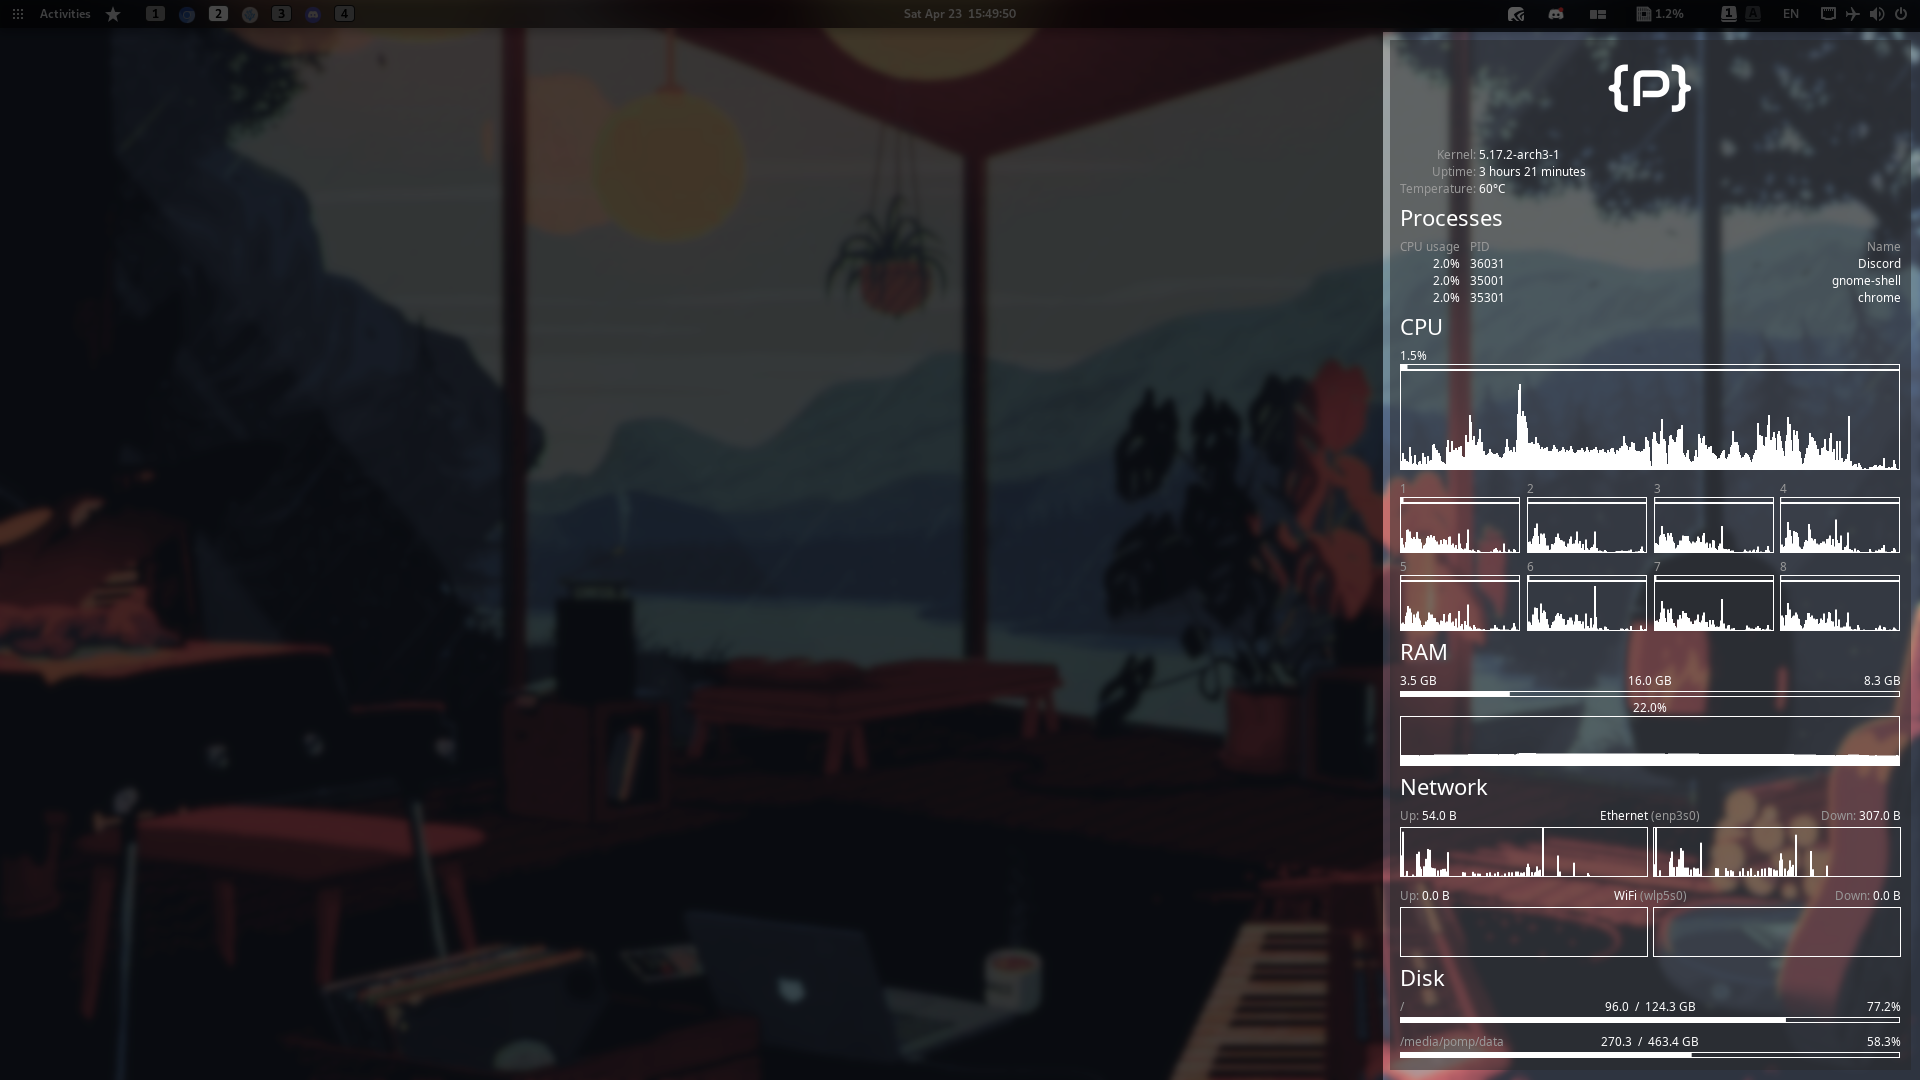 Activities 1 2 3 4 Sat Apr 23 15:49:50 1.2% 1 A EN
{P}
Kernel: 5.17.2-arch3-1
Uptime: 3 hours 21 minutes
Temperature: 60°C
Processes
CPU usage PID Name
2.0% 36031 Discord
2.0% 35001 gnome-shell
2.0% 35301 chrome
CPU
1.5%
1 2 3 4
5 6 7 8
RAM
3.5 GB 16.0 GB 8.3 GB
22.0%
Network
Up: 54.0 B Ethernet (enp3s0) Down: 307.0 B
Up: 0.0 B WiFi (wlp5s0) Down: 0.0 B
Disk
/ 96.0 / 124.3 GB 77.2%
/media/pomp/data 270.3 / 463.4 GB 58.3%